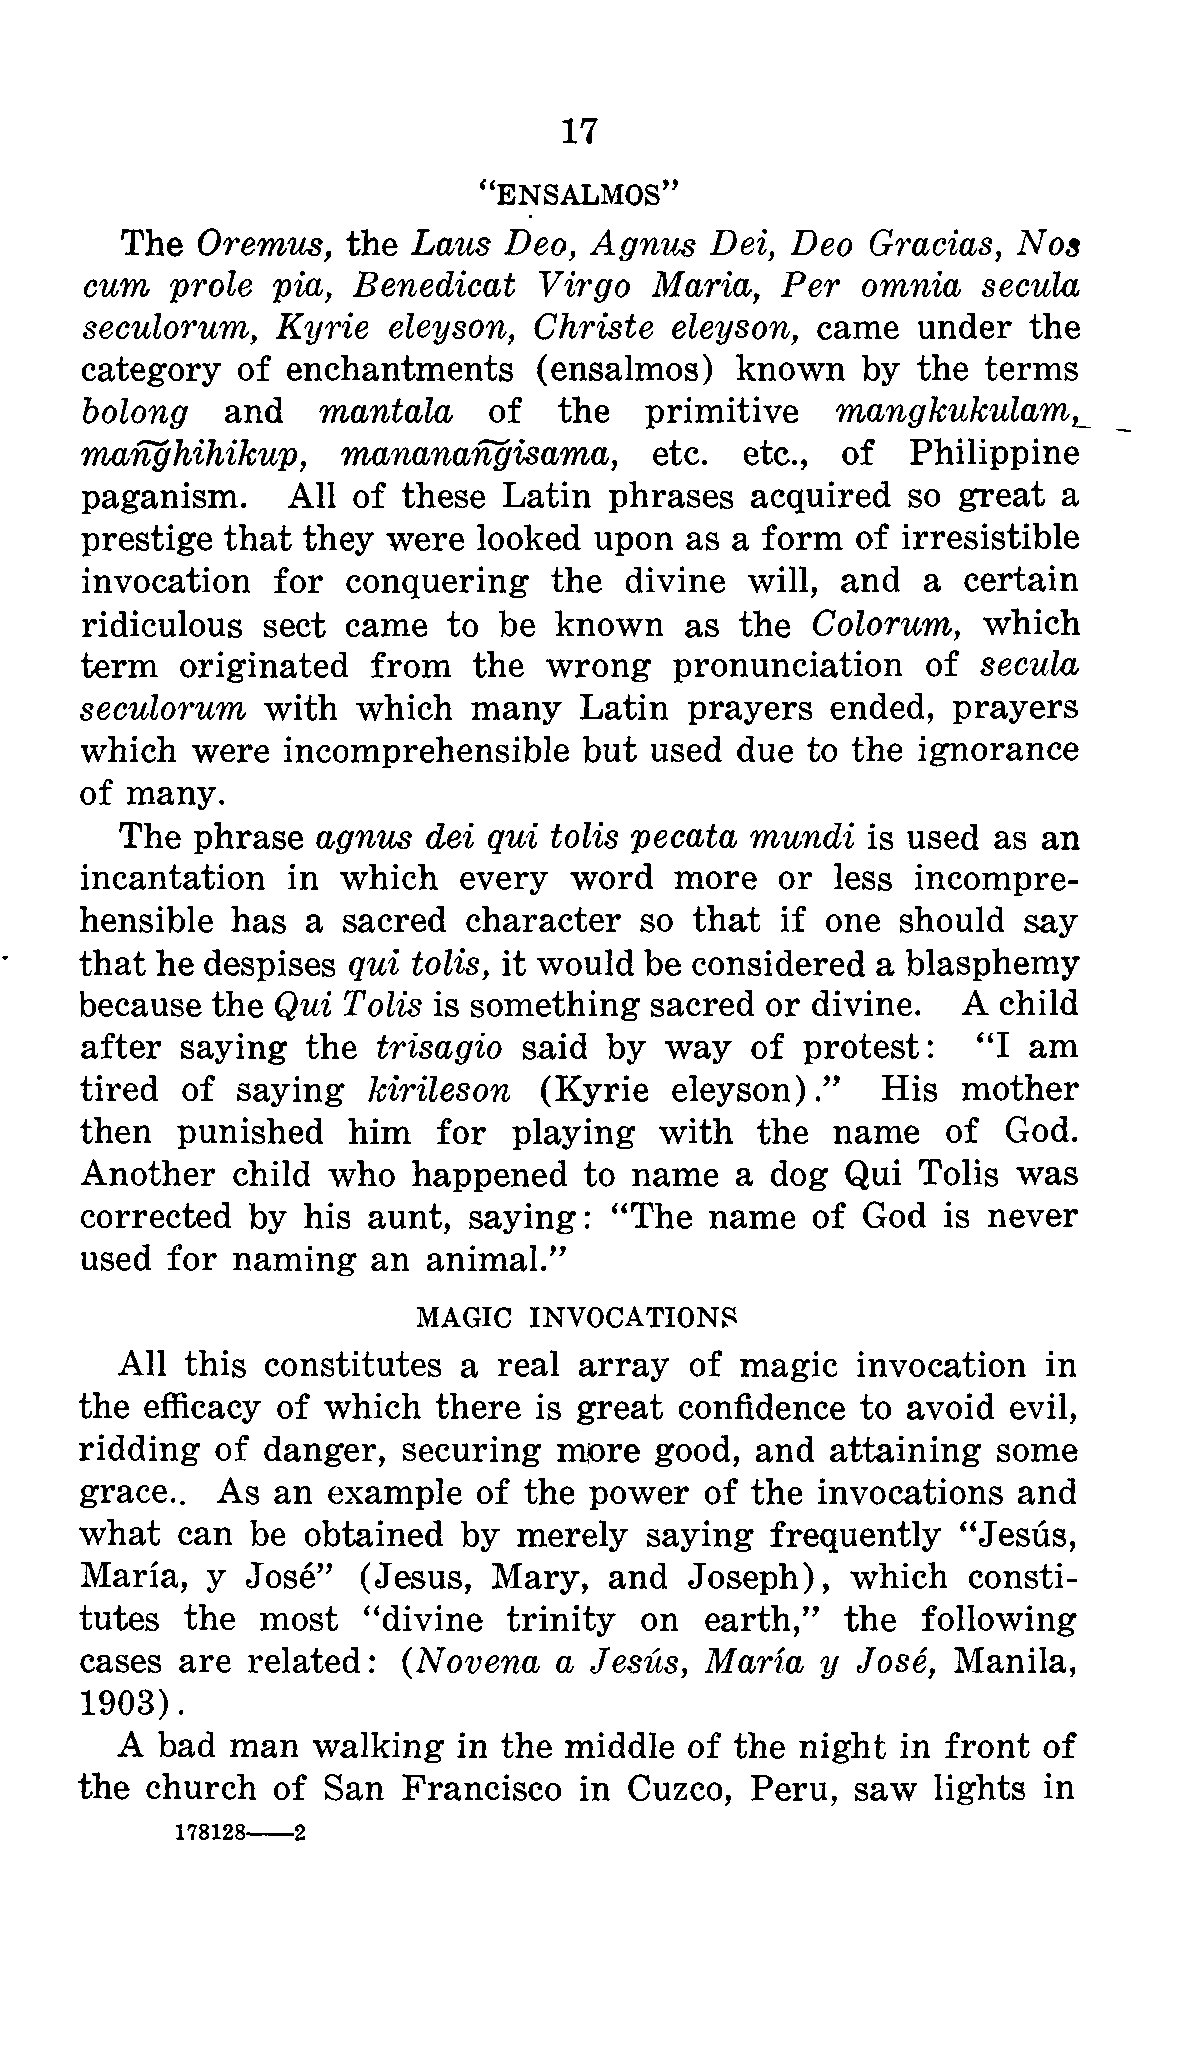 17
“ENSALMOS”
The Oremus, the Laus Deo, Agnus Dei, Deo Gracias, Nos
cum prole pia, Benedicat Virgo Maria, Per omnia secula
seculorum, Kyrie eleyson, Christe eleyson, came under the
category of enchantments (ensalmos) known by the terms
bolong and mantala of the primitive mangkukulam,
mañg̃hihikup, mananañg̃isama, etc. etc., of Philippine
paganism. All of these Latin phrases acquired so great a
prestige that they were looked upon as a form of irresistible
invocation for conquering the divine will, and a certain
ridiculous sect came to be known as the Colorum, which
term originated from the wrong pronunciation of secula
seculorum with which many Latin prayers ended, prayers
which were incomprehensible but used due to the ignorance
of many.
The phrase agnus dei qui tolis pecata mundi is used as an
incantation in which every word more or less incompre-
hensible has a sacred character so that if one should say
that he despises qui tolis, it would be considered a blasphemy
because the Qui Tolis is something sacred or divine. A child
after saying the trisagio said by way of protest: “I am
tired of saying kirileson (Kyrie eleyson).” His mother
then punished him for playing with the name of God.
Another child who happened to name a dog Qui Tolis was
corrected by his aunt, saying: “The name of God is never
used for naming an animal.”
MAGIC INVOCATIONS
All this constitutes a real array of magic invocation in
the efficacy of which there is great confidence to avoid evil,
ridding of danger, securing more good, and attaining some
grace.. As an example of the power of the invocations and
what can be obtained by merely saying frequently “Jesús,
María, y José” (Jesus, Mary, and Joseph), which consti-
tutes the most “divine trinity on earth,” the following
cases are related: (Novena a Jesús, María y José, Manila,
1903).
A bad man walking in the middle of the night in front of
the church of San Francisco in Cuzco, Peru, saw lights in
178128——2